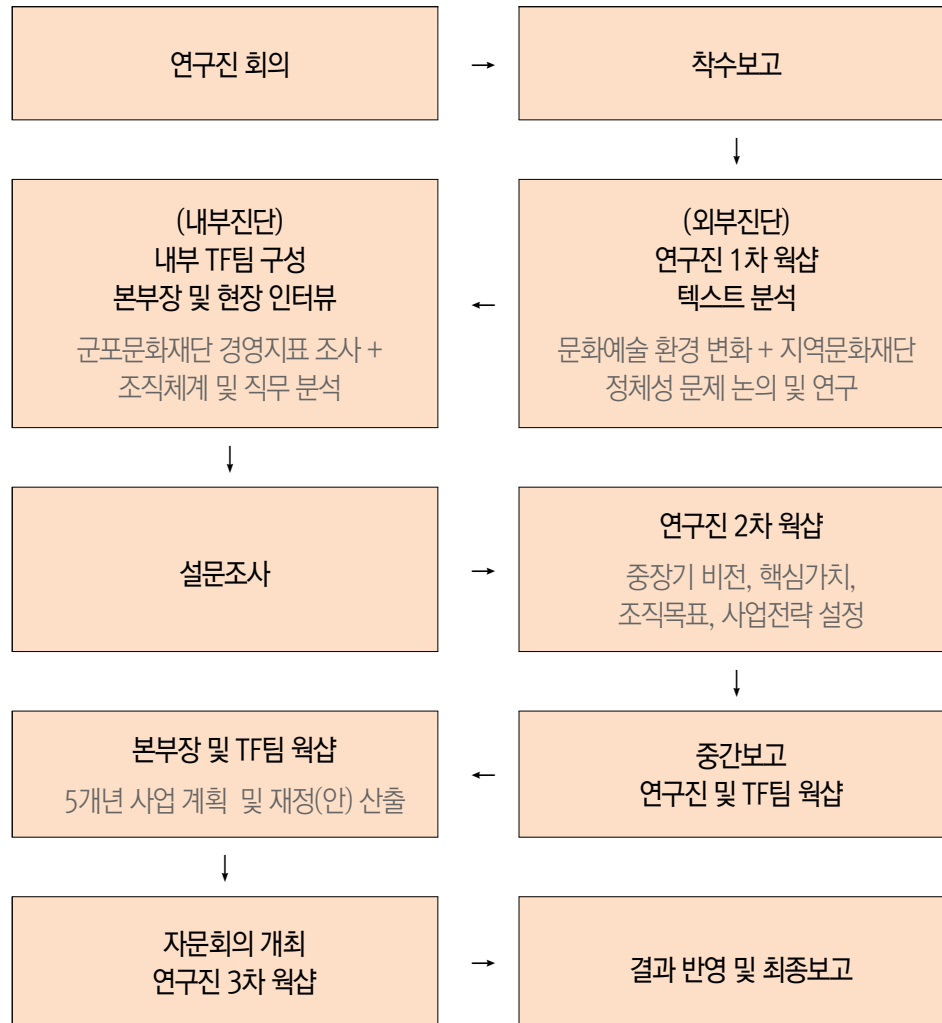 연구진 회의
→
착수보고
↓
(외부진단)
연구진 1차 웍샵
텍스트 분석
문화예술 환경 변화 + 지역문화재단
정체성 문제 논의 및 연구
←
(내부진단)
내부 TF팀 구성
본부장 및 현장 인터뷰
군포문화재단 경영지표 조사 +
조직체계 및 직무 분석
↓
설문조사
→
연구진 2차 웍샵
중장기 비전, 핵심가치,
조직목표, 사업전략 설정
↓
중간보고
연구진 및 TF팀 웍샵
←
본부장 및 TF팀 웍샵
5개년 사업 계획 및 재정(안) 산출
↓
자문회의 개최
연구진 3차 웍샵
→
결과 반영 및 최종보고